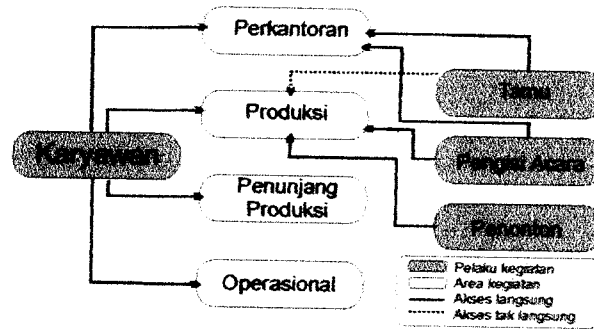 Perkantoran
Tamu
Produksi
Karyawan
Pengisi Acara
Penunjang
Produksi
Penonton
Operasional
Pelaku kegiatan
Area kegiatan
Akses langsung
Akses tak langsung